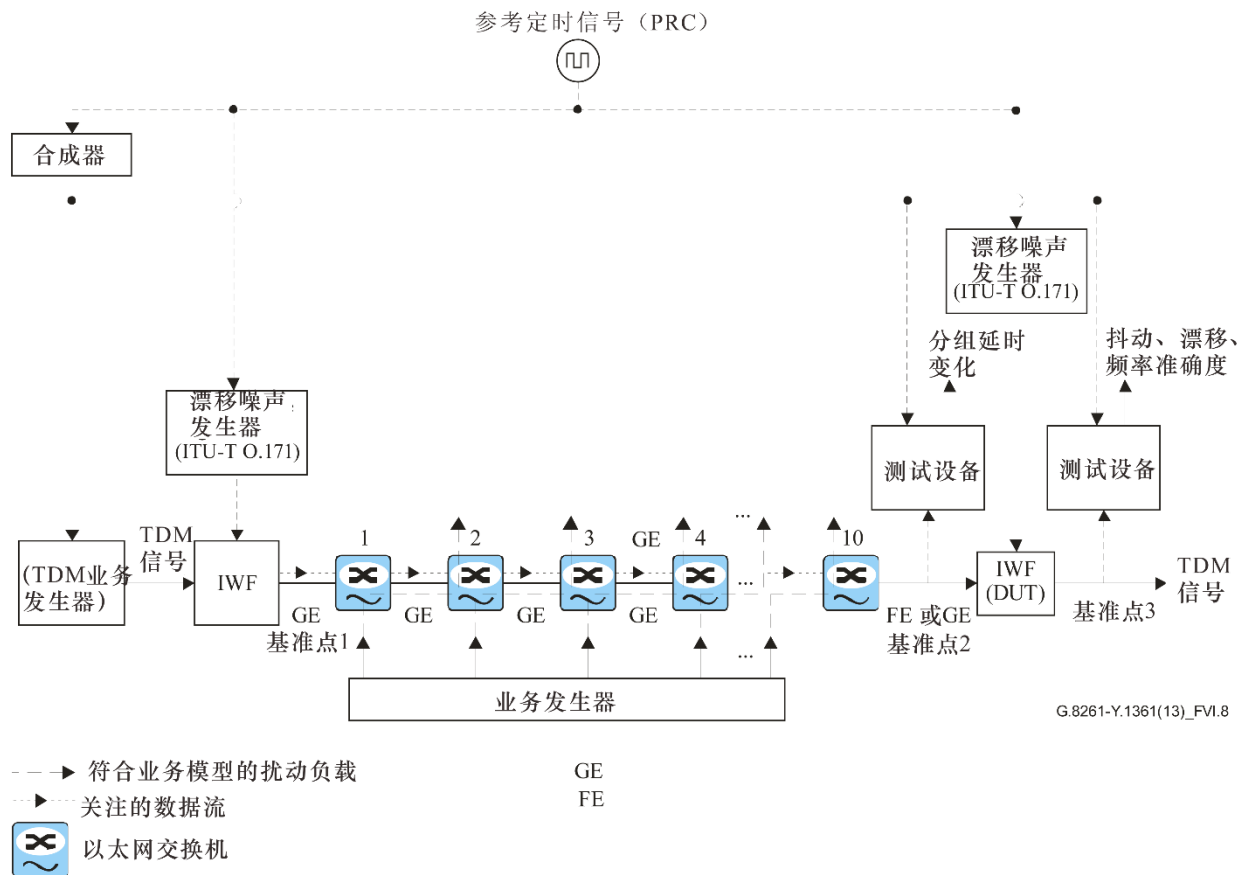 参考定时信号（PRC）
合成器
漂移噪声
发生器
(ITU-T O.171)
分组延时
变化
抖动、漂移、
频率准确度
漂移噪声
发生器
(ITU-T O.171)
测试设备
测试设备
TDM
信号
(TDM业务
发生器）
IWF
1
2
3
GE
4
...
10
...
IWF
(DUT)
TDM
信号
GE
基准点1
GE
GE
GE
FE 或GE
基准点2
基准点3
...
业务发生器
G.8261-Y.1361(13)_FVI.8
符合业务模型的扰动负载
GE
关注的数据流
FE
以太网交换机